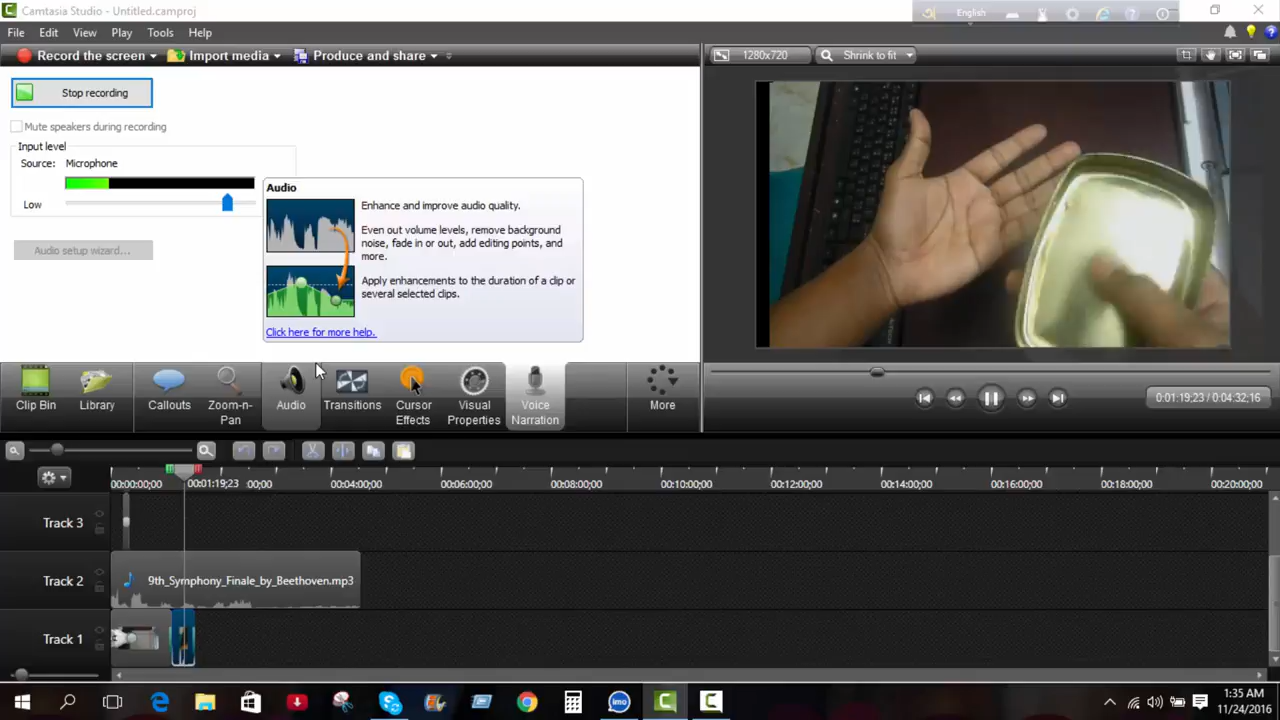 Camtasia Studio - Untitled.camproj
English
File Edit View Play Tools Help
Record the screen Import media Produce and share
1280x720 Shrink to fit
Stop recording
Mute speakers during recording
Input level
Source: Microphone
Low
Audio setup wizard...
Audio
Enhance and improve audio quality.
Even out volume levels, remove background
noise, fade in or out, add editing points, and
more.
Apply enhancements to the duration of a clip or
several selected clips.
Click here for more help.
Clip Bin
Library
Callouts
Zoom-n-
Pan
Audio
Transitions
Cursor
Effects
Visual
Properties
Voice
Narration
More
0:01:19;23 / 0:04:32;16
00:00:00;00 00:01:19;23 :00;00 00:04:00;00 00:06:00;00 00:08:00;00 00:10:00;00 00:12:00;00 00:14:00;00 00:16:00;00 00:18:00;00 00:20:00;00
Track 3
Track 2
9th_Symphony_Finale_by_Beethoven.mp3
Track 1
imo
1:35 AM
11/24/2016